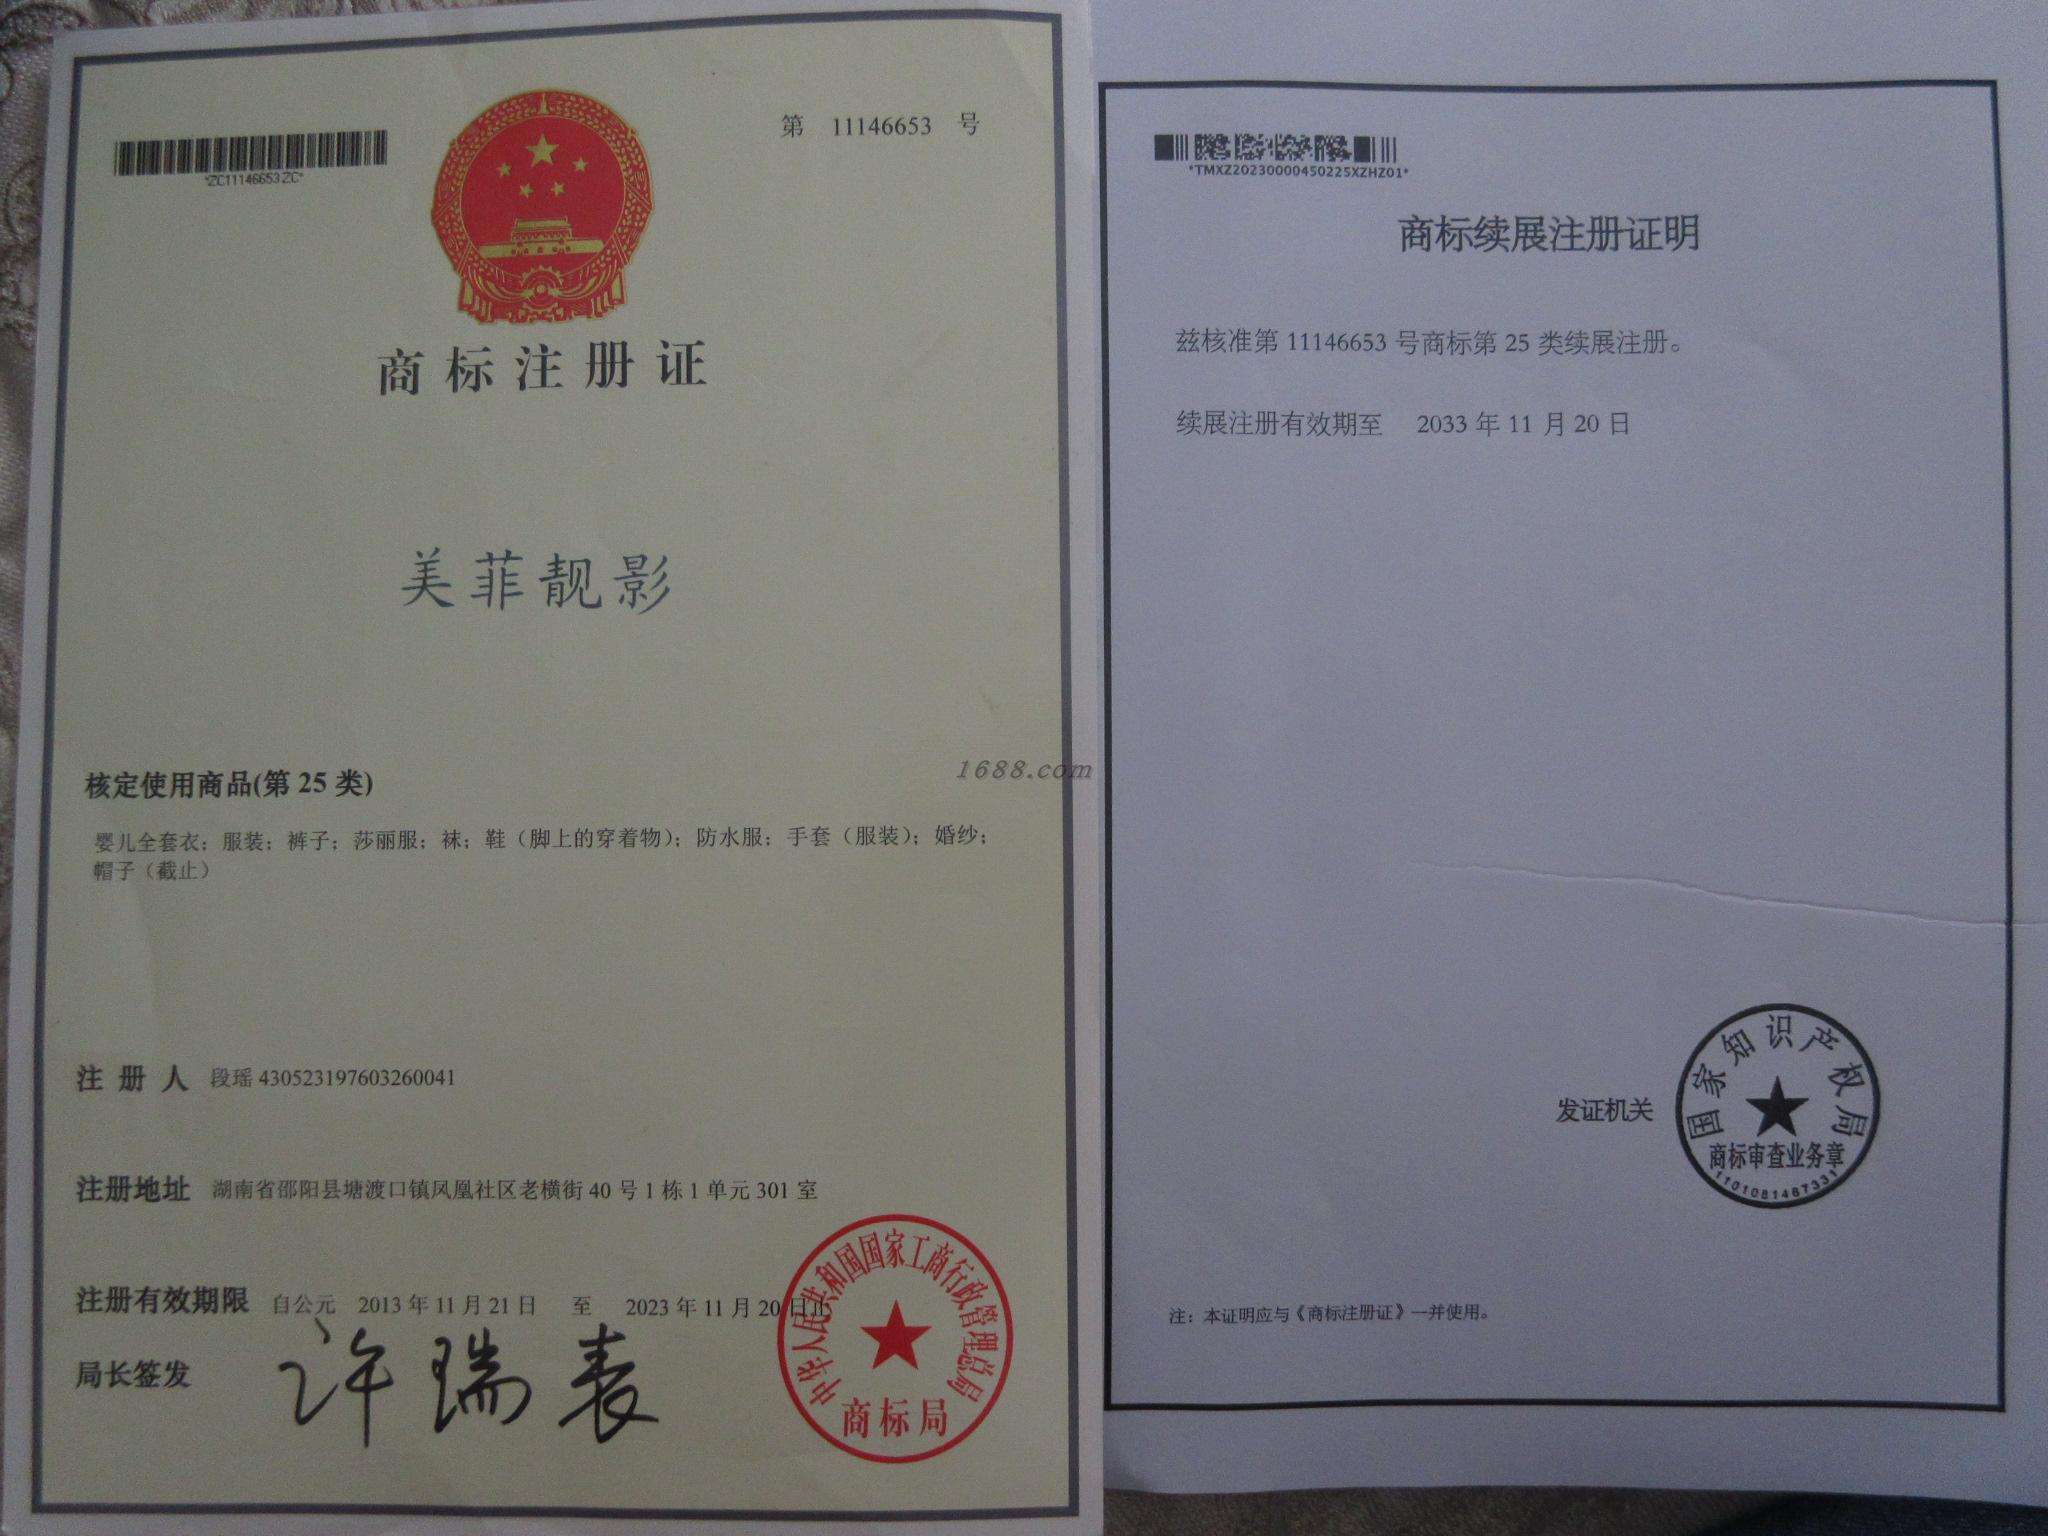 *ZC11146653ZC*
第 11146653 号
商标注册证
美菲靓影
核定使用商品(第 25 类)
婴儿全套衣；服装；裤子；莎丽服；袜；鞋（脚上的穿着物）；防水服；手套（服装）；婚纱；
帽子（截止）
注 册 人 段瑶 430523197603260041
注册地址 湖南省邵阳县塘渡口镇凤凰社区老横街 40 号 1 栋 1 单元 301 室
注册有效期限 自公元 2013 年 11 月 21 日 至 2023 年 11 月 20 日止
局长签发 许瑞表
中华人民共和国国家工商行政管理总局
商标局
1688.com
*TMXZ20230000450225XZHZ01*
商标续展注册证明
兹核准第 11146653 号商标第 25 类续展注册。
续展注册有效期至 2033 年 11 月 20 日
发证机关
国家知识产权局
商标审查业务章
1101081467331
注：本证明应与《商标注册证》一并使用。